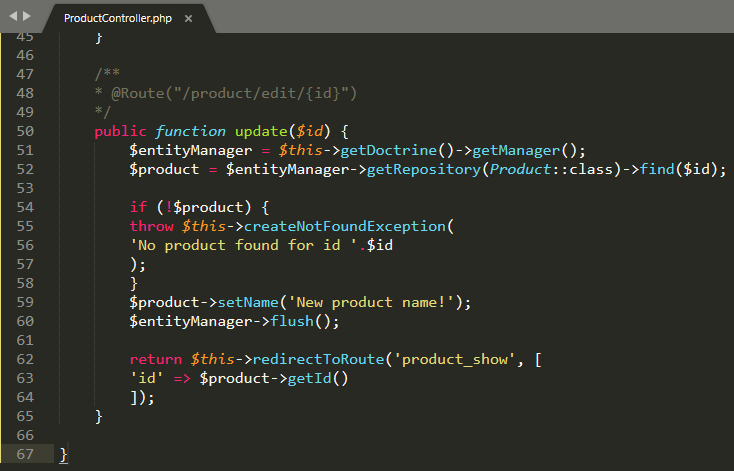 ProductController.php ×
45 }
46
47 /**
48 * @Route("/product/edit/{id}")
49 */
50 public function update($id) {
51 $entityManager = $this->getDoctrine()->getManager();
52 $product = $entityManager->getRepository(Product::class)->find($id);
53
54 if (!$product) {
55 throw $this->createNotFoundException(
56 'No product found for id '.$id
57 );
58 }
59 $product->setName('New product name!');
60 $entityManager->flush();
61
62 return $this->redirectToRoute('product_show', [
63 'id' => $product->getId()
64 ]);
65 }
66
67 }